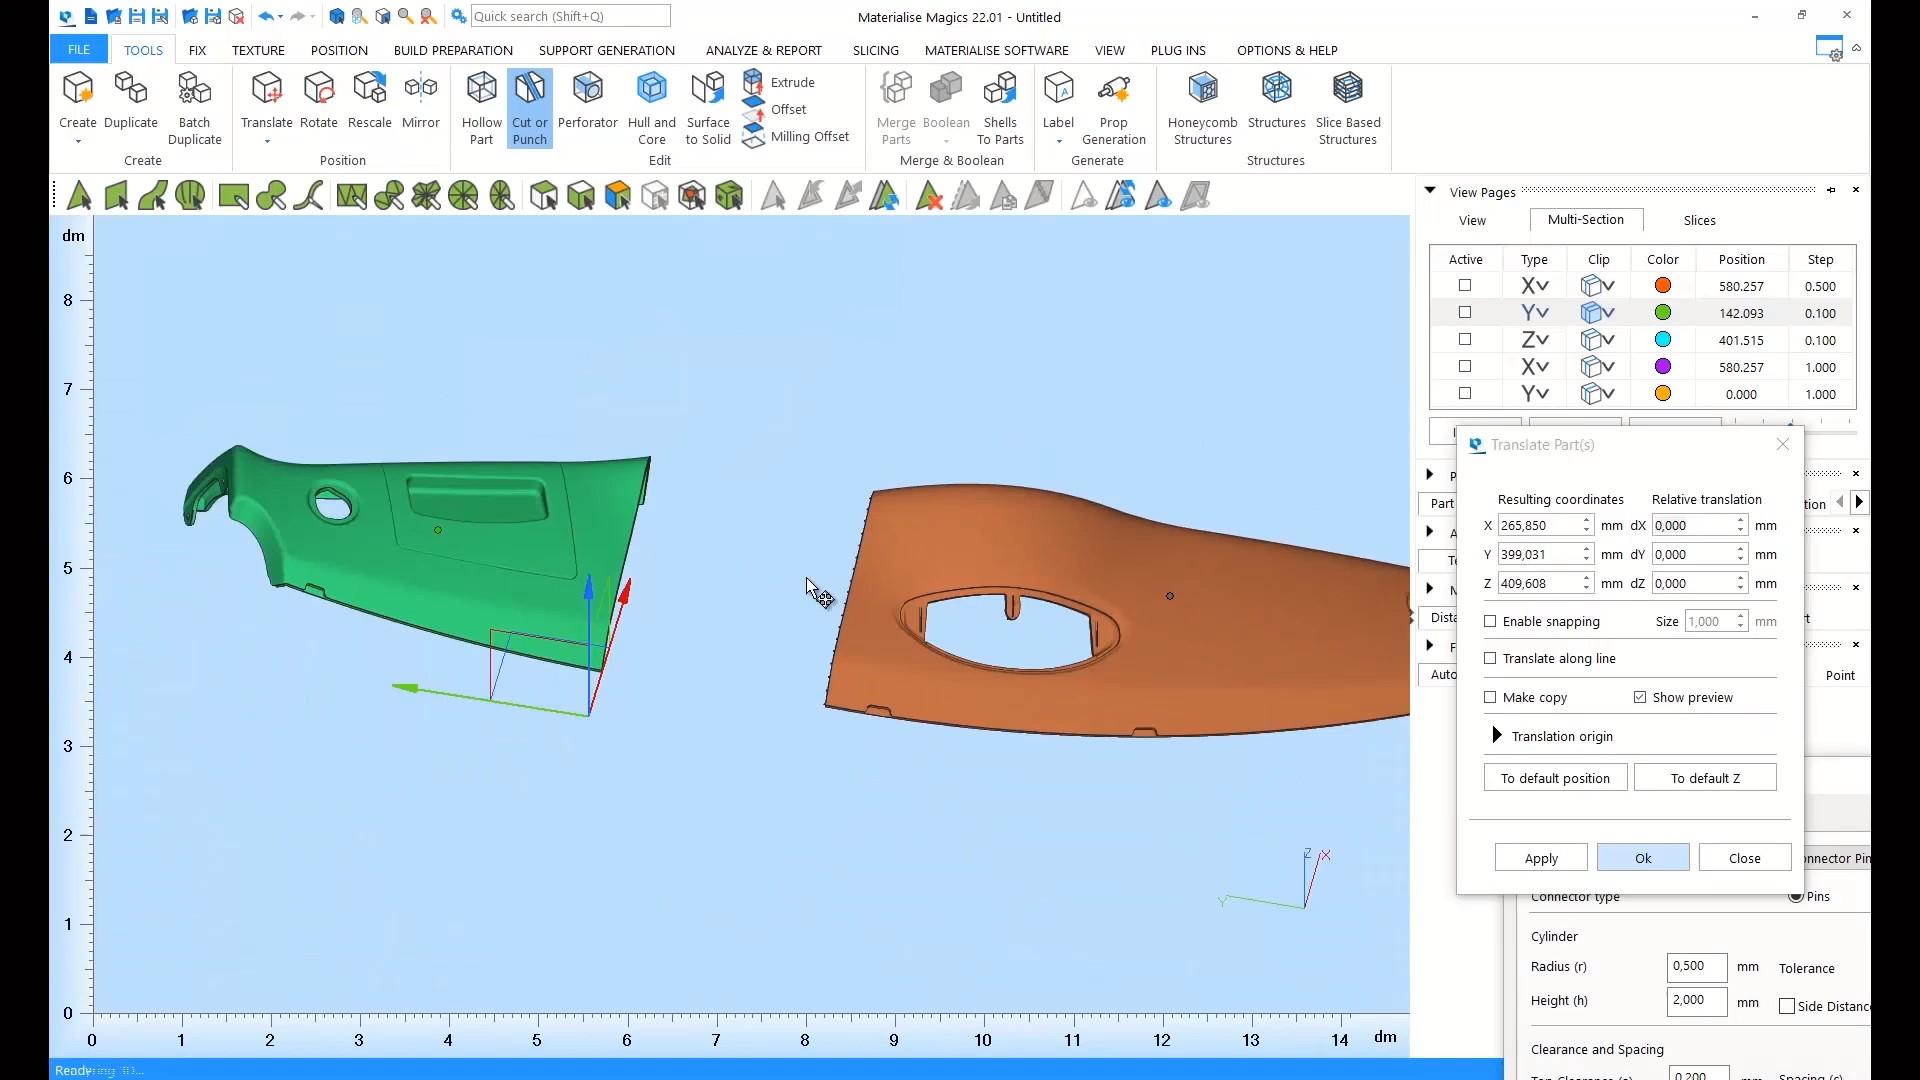 Quick search (Shift+Q)
Materialise Magics 22.01 - Untitled
FILE TOOLS FIX TEXTURE POSITION BUILD PREPARATION SUPPORT GENERATION ANALYZE & REPORT SLICING MATERIALISE SOFTWARE VIEW PLUG INS OPTIONS & HELP
Create Duplicate Batch Duplicate Translate Rotate Rescale Mirror Hollow Part Cut or Punch Perforator Hull and Core Surface to Solid Extrude Offset Milling Offset Merge Parts Boolean Shells To Parts Label Prop Generation Honeycomb Structures Structures Slice Based Structures
Create Position Edit Merge & Boolean Generate Structures
View Pages
View Multi-Section Slices
Active Type Clip Color Position Step
X 580.257 0.500
Y 142.093 0.100
Z 401.515 0.100
X 580.257 1.000
Y 0.000 1.000
dm
8
7
6
5
4
3
2
1
0
0 1 2 3 4 5 6 7 8 9 10 11 12 13 14 dm
Z X
Y
Part
Dista
Auto
Point
Translate Part(s)
Resulting coordinates Relative translation
X 265,850 mm dX 0,000 mm
Y 399,031 mm dY 0,000 mm
Z 409,608 mm dZ 0,000 mm
Enable snapping Size 1,000 mm
Translate along line
Make copy Show preview
Translation origin
To default position To default Z
Apply Ok Close
onnector Pin
Connector type Pins
Cylinder
Radius (r) 0,500 mm Tolerance
Height (h) 2,000 mm Side Distance
Clearance and Spacing
0,200